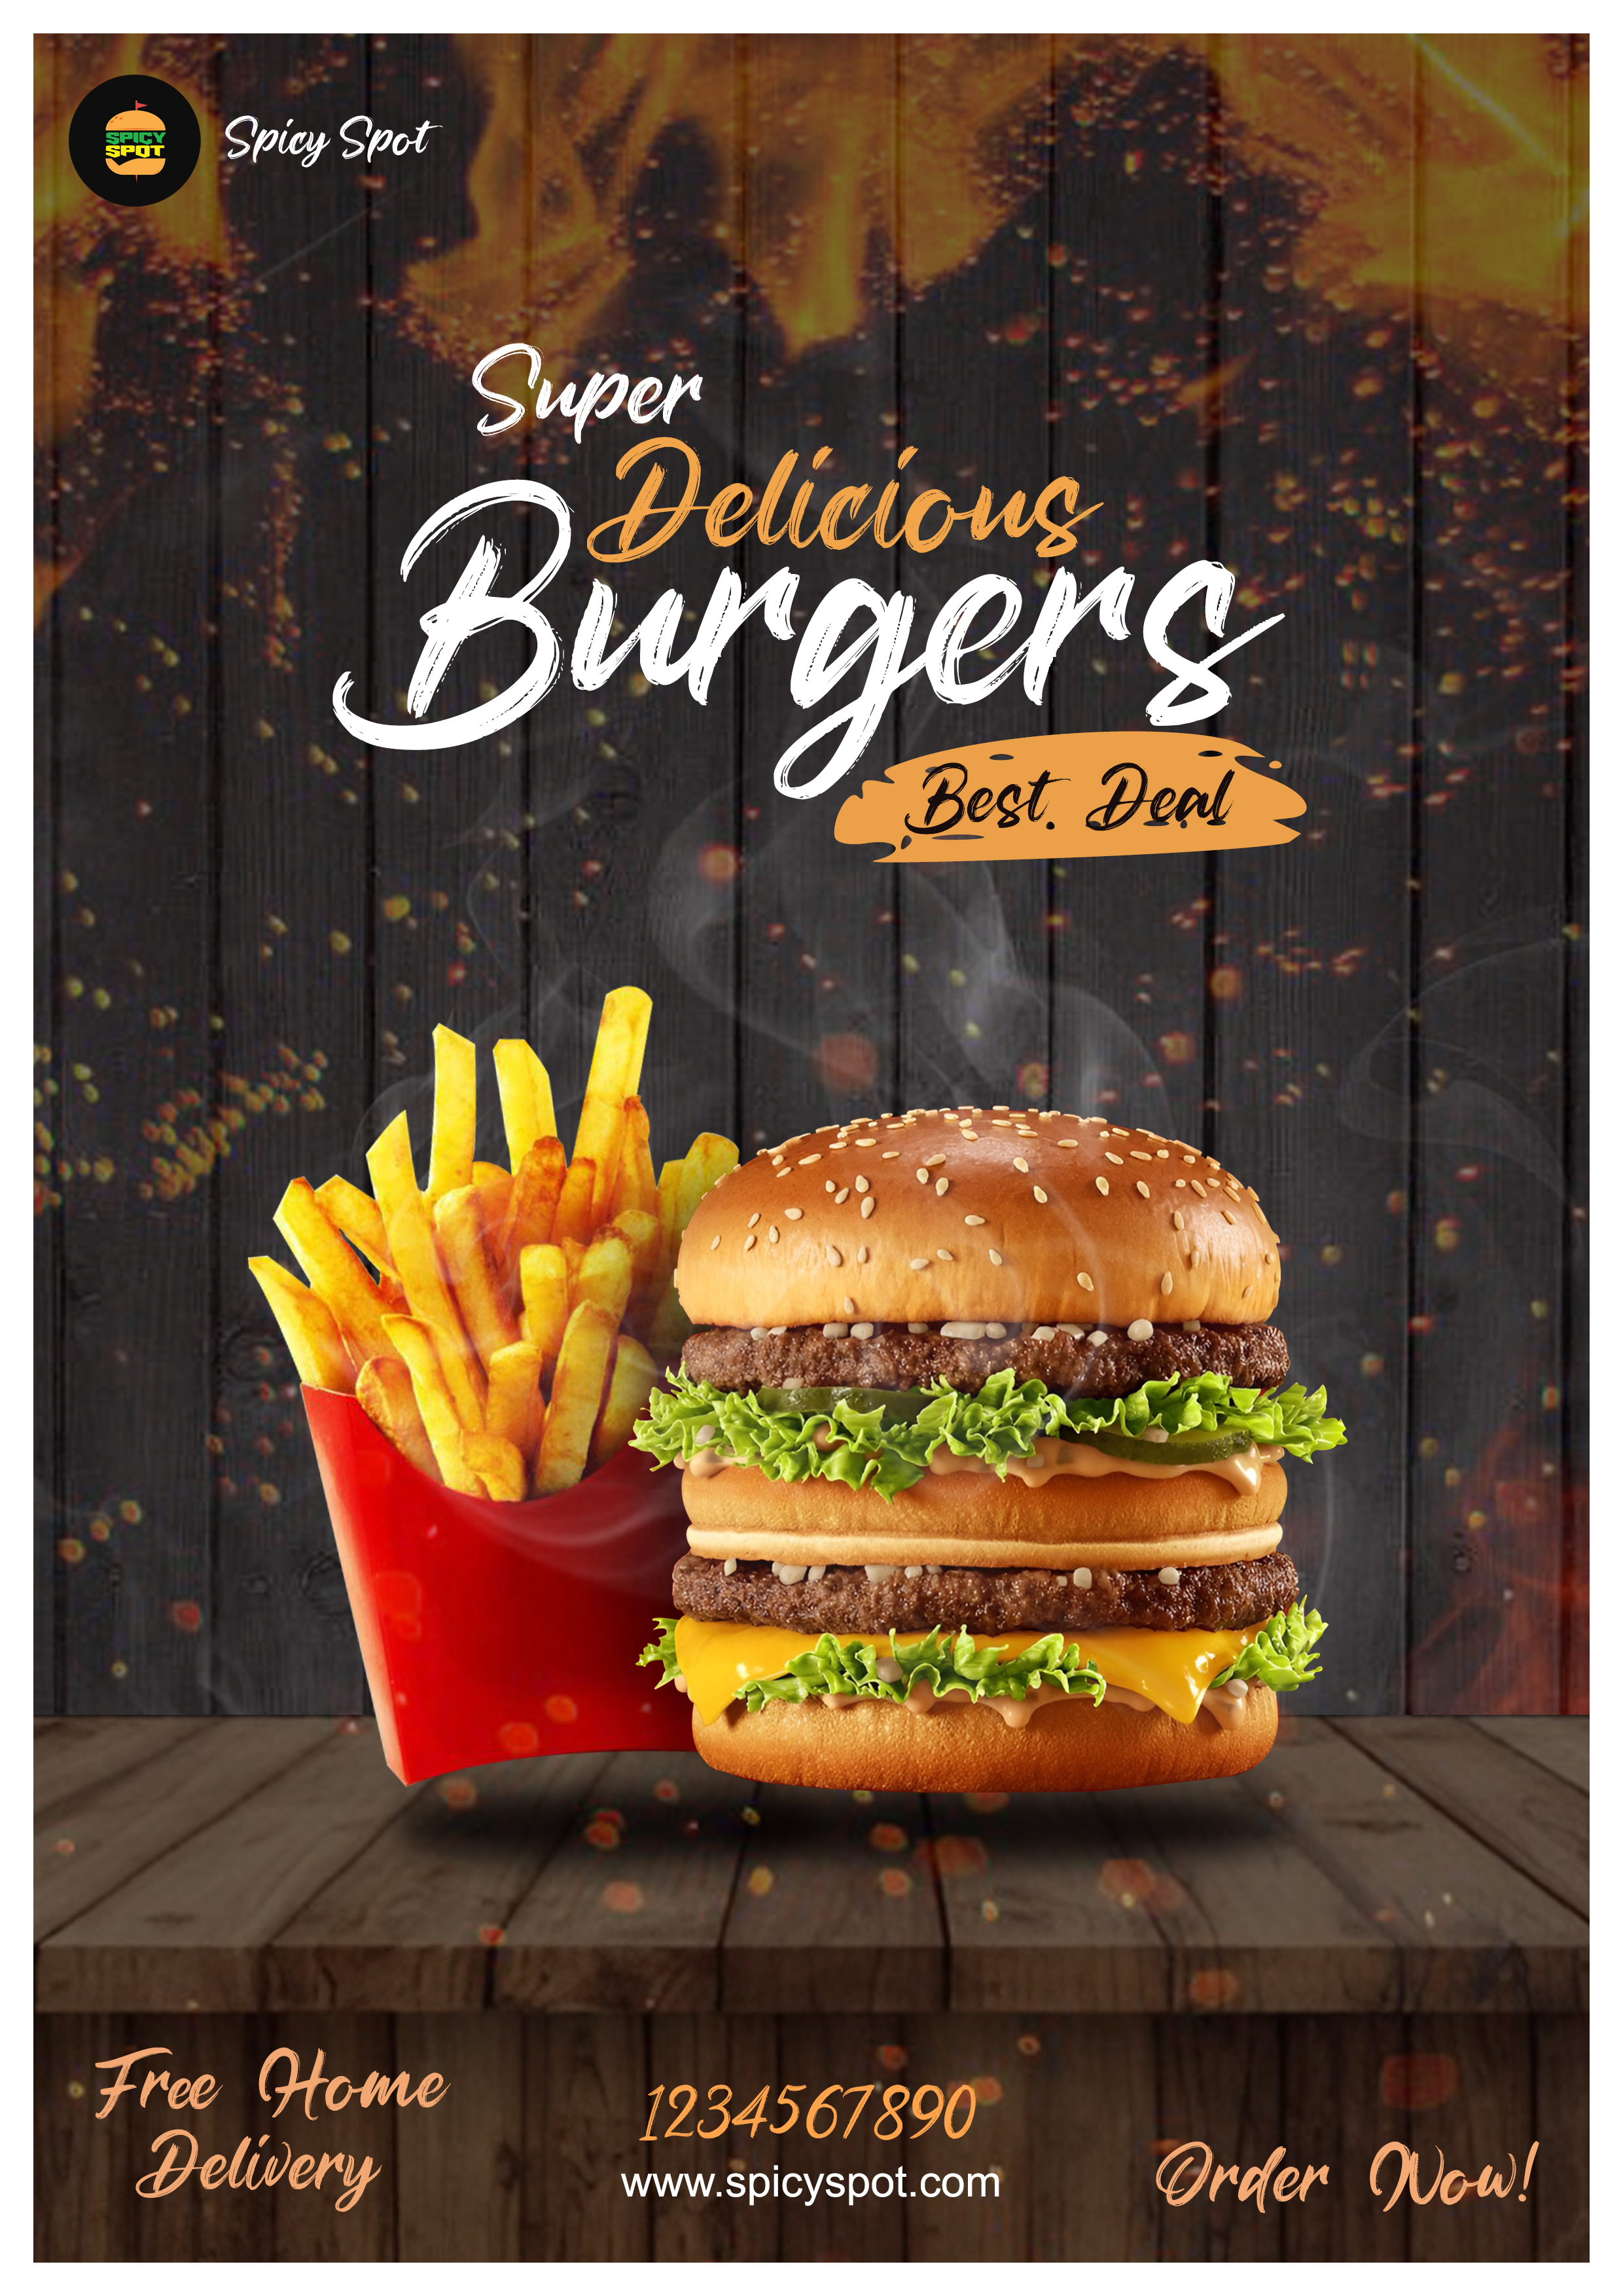 SPICY
SPOT
Spicy Spot
Super
Delicious
Burgers
Best Deal
Free Home
Delivery
1234567890
www.spicyspot.com
Order Now!